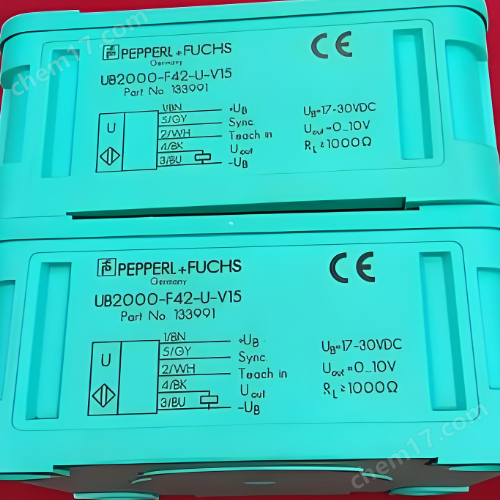 PEPPERL+FUCHS
Germany
UB2000-F42-U-V15
Part No. 133991
CE
U
1/BN +UB
5/GY Sync.
2/WH Teach in
4/BK Uout
3/BU -UB
UB=17-30VDC
Uout=0...10V
RL≥1000Ω
PEPPERL+FUCHS
Germany
UB2000-F42-U-V15
Part No. 133991
CE
U
1/BN +UB
5/GY Sync.
2/WH Teach in
4/BK Uout
3/BU -UB
UB=17-30VDC
Uout=0...10V
RL≥1000Ω
chem17.com
chem17.com
chem17.com